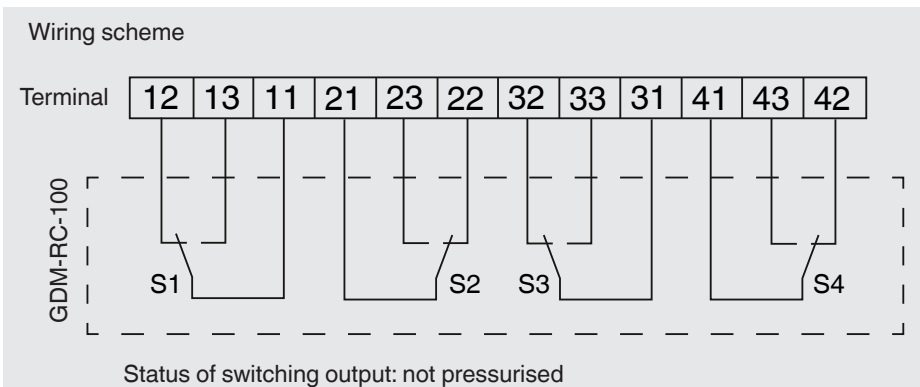 Wiring scheme
Terminal 12 13 11 21 23 22 32 33 31 41 43 42
GDM-RC-100
S1 S2 S3 S4
Status of switching output: not pressurised